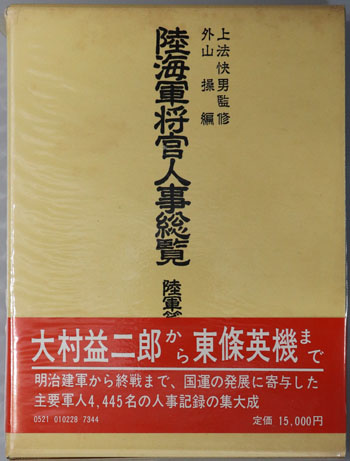 上法快男監修
外山操編
陸海軍将官人事総覧
陸軍篇
大村益二郎から東條英機まで
明治建軍から終戦まで、国運の発展に寄与した
主要軍人4,445名の人事記録の集大成
0521 010228 7344
定価 15,000円